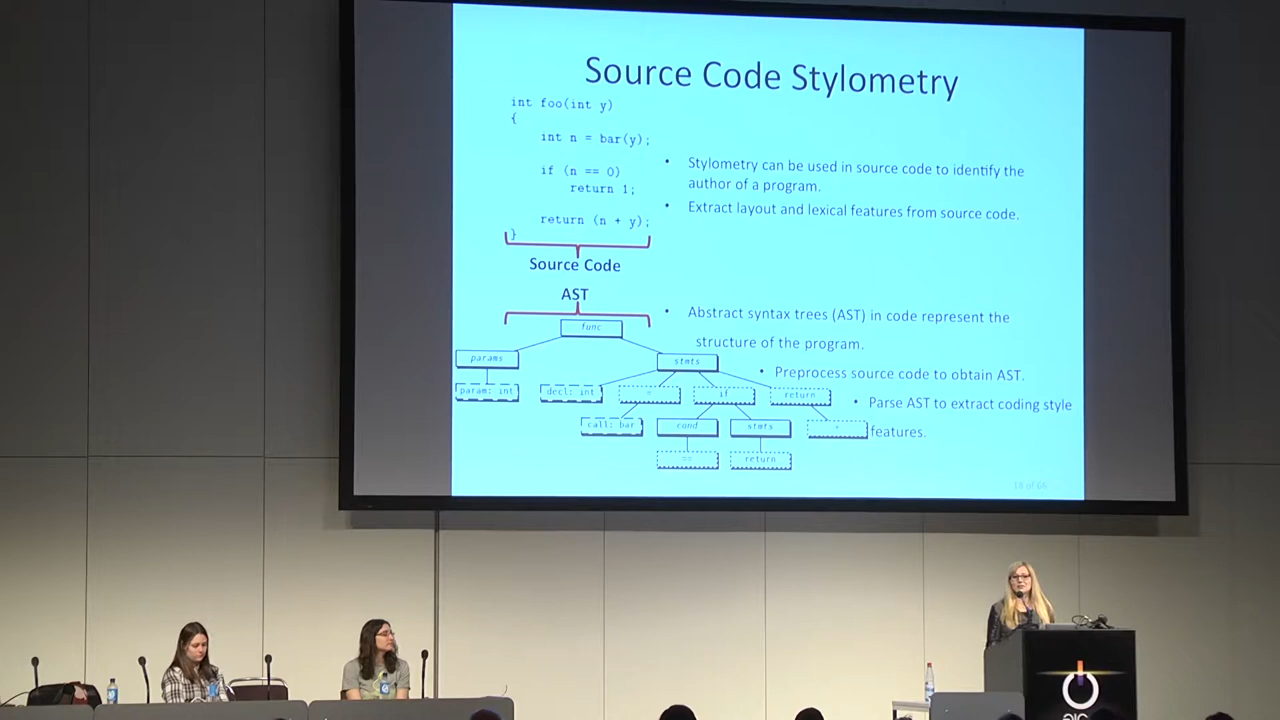 Source Code Stylometry
int foo(int y)
{
int n = bar(y);
if (n == 0)
return 1;
return (n + y);
}
Source Code
• Stylometry can be used in source code to identify the
author of a program.
• Extract layout and lexical features from source code.
AST
func
params
stmts
param: int
decl: int
=
if
return
call: bar
cond
stmts
==
return
• Abstract syntax trees (AST) in code represent the
structure of the program.
• Preprocess source code to obtain AST.
• Parse AST to extract coding style
features.
18 of 66